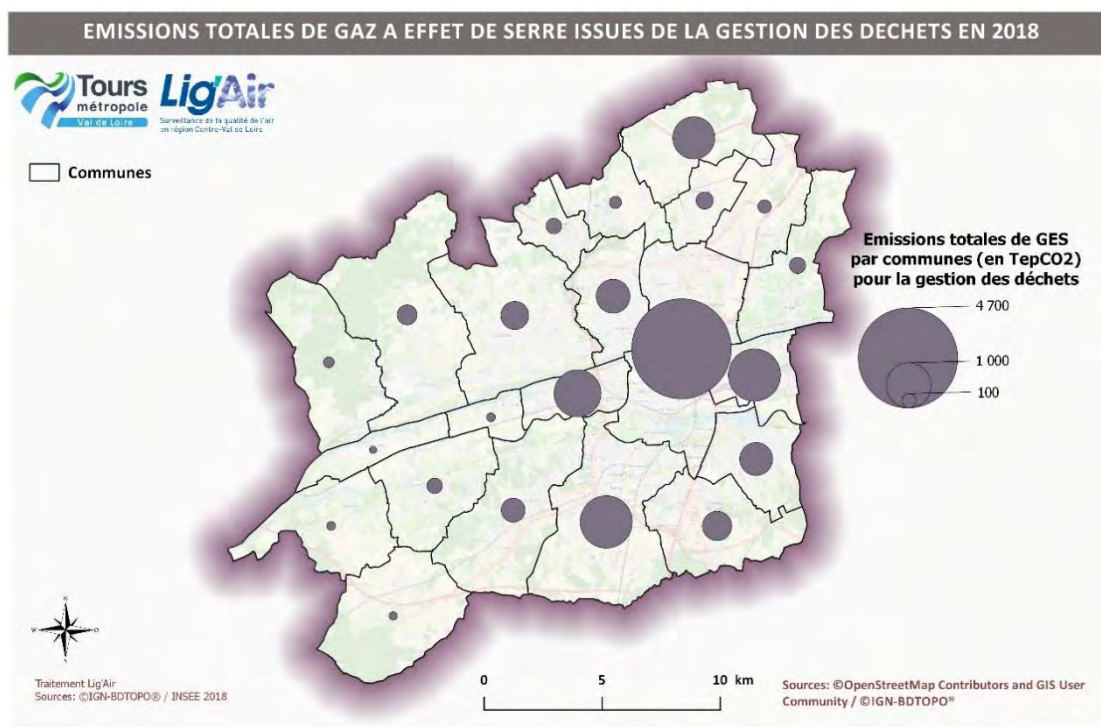 EMISSIONS TOTALES DE GAZ A EFFET DE SERRE ISSUES DE LA GESTION DES DECHETS EN 2018
Tours
métropole
Val de Loire
Lig'Air
Surveillance de la qualité de l'air
en région Centre-Val de Loire
Communes
Emissions totales de GES
par communes (en TepCO2)
pour la gestion des déchets
4 700
1 000
100
N
W
O
S
Traitement Lig'Air
Sources: ©IGN-BDTOPO® / INSEE 2018
0 5 10 km
Sources: ©OpenStreetMap Contributors and GIS User
Community / ©IGN-BDTOPO®